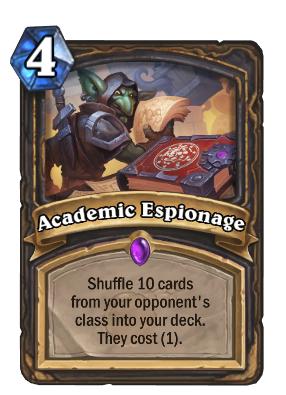 4
Academic Espionage
Shuffle 10 cards
from your opponent's
class into your deck.
They cost (1).